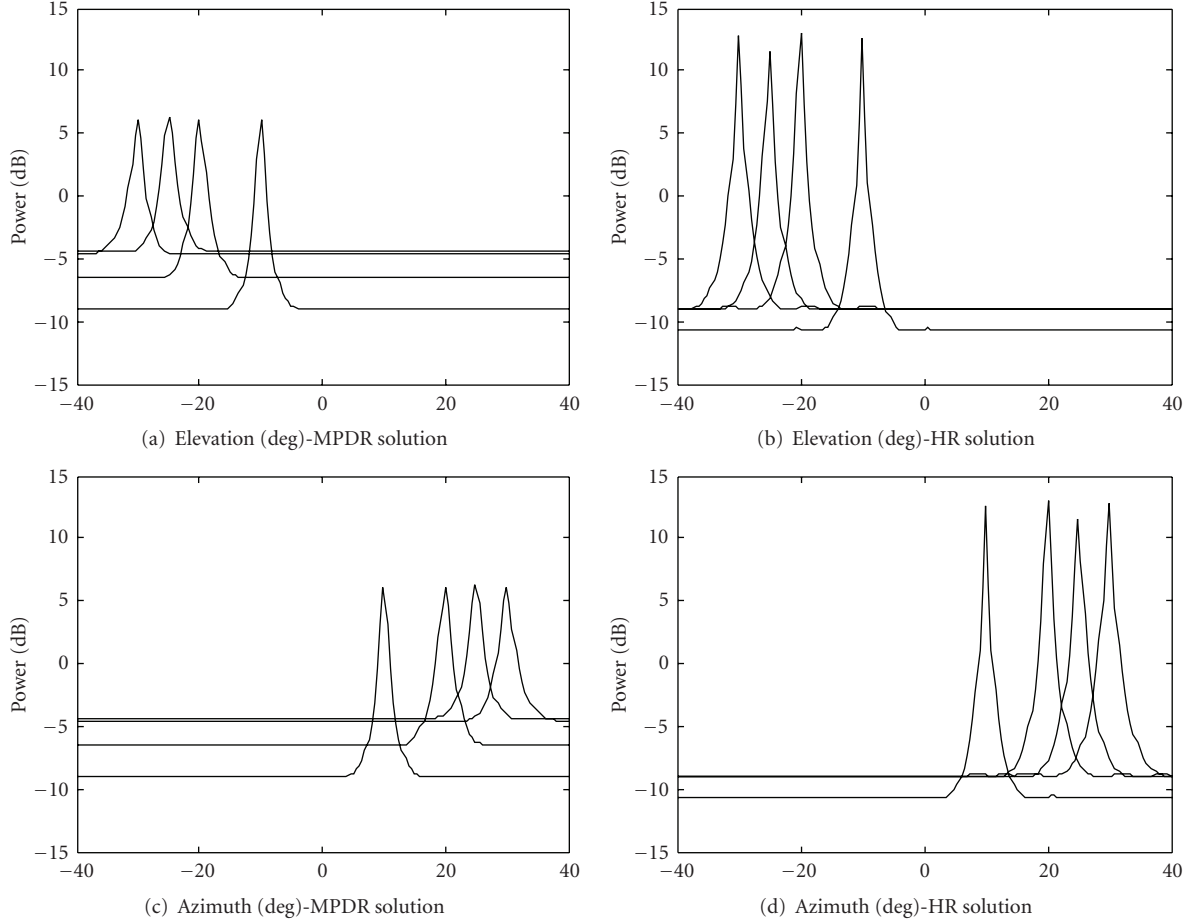 15
10
5
0
−5
−10
−15
Power (dB)
−40 −20 0 20 40
(a) Elevation (deg)-MPDR solution
15
10
5
0
−5
−10
−15
Power (dB)
−40 −20 0 20 40
(b) Elevation (deg)-HR solution
15
10
5
0
−5
−10
−15
Power (dB)
−40 −20 0 20 40
(c) Azimuth (deg)-MPDR solution
15
10
5
0
−5
−10
−15
Power (dB)
−40 −20 0 20 40
(d) Azimuth (deg)-HR solution